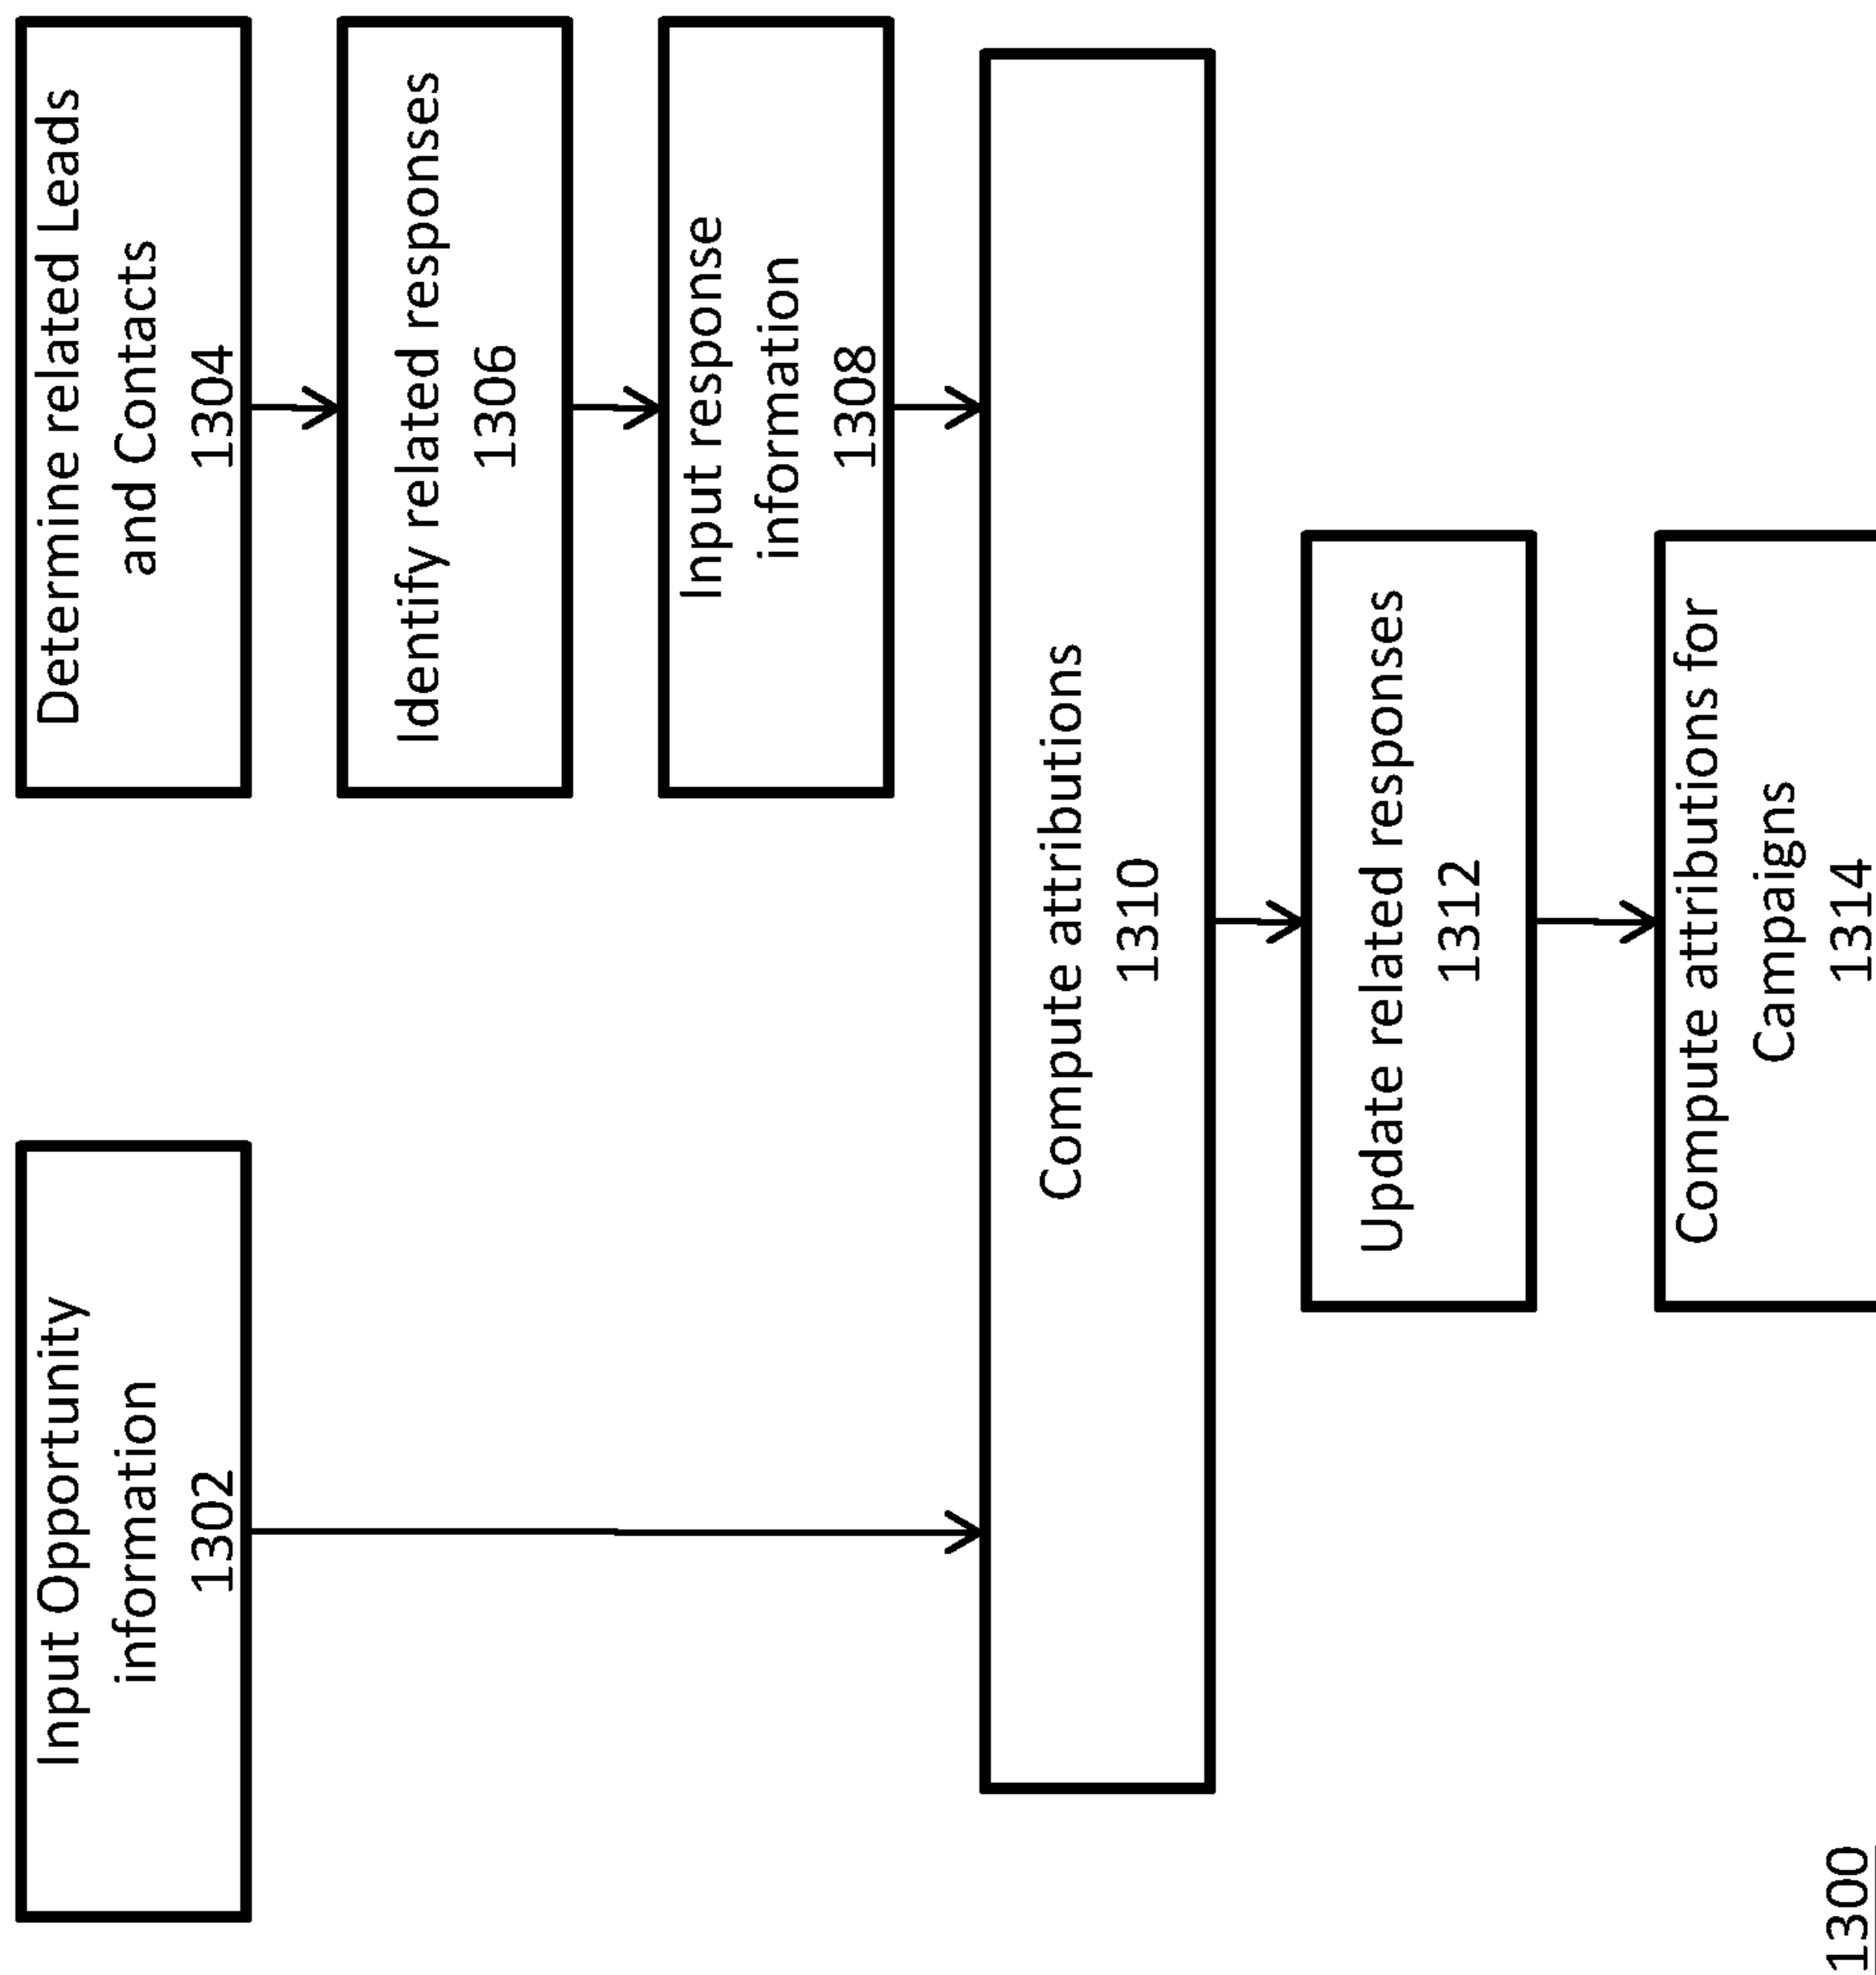 Input Opportunity
information
1302
Determine related Leads
and Contacts
1304
Identify related responses
1306
Input response
information
1308
Compute attributions
1310
Update related responses
1312
Compute attributions for
Campaigns
1314
1300